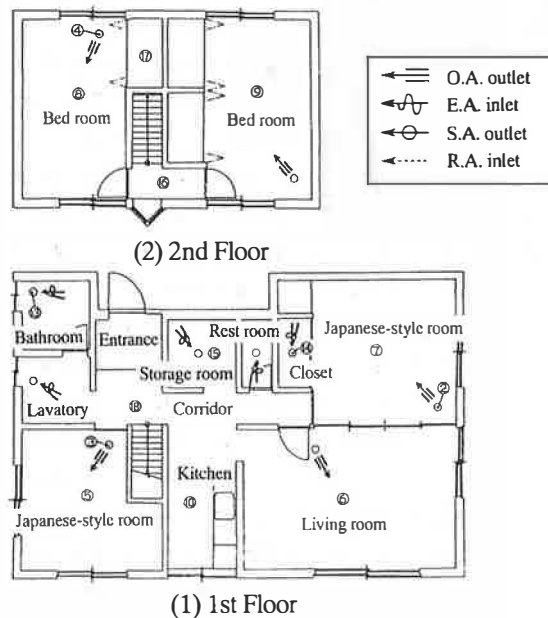 ④
⑰
⑧
⑨
Bed room
Bed room
⑯
O.A. outlet
E.A. inlet
S.A. outlet
R.A. inlet
(2) 2nd Floor
Bathroom
Entrance
Rest room
⑮
⑭
Japanese-style room
⑦
Storage room
Closet
②
Lavatory
⑱
Corridor
Kitchen
⑤
⑩
⑥
Japanese-style room
Living room
(1) 1st Floor